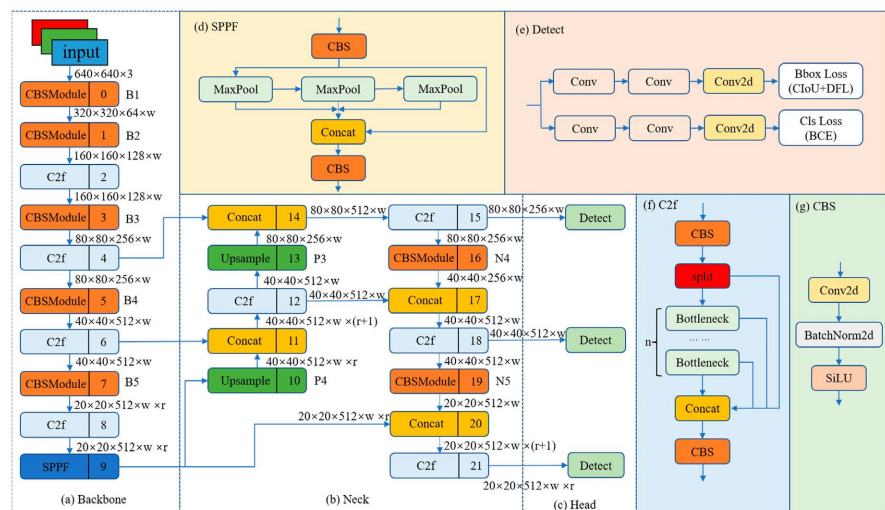 input
640×640×3
CBSModule 0 B1
320×320×64×w
CBSModule 1 B2
160×160×128×w
C2f 2
160×160×128×w
CBSModule 3 B3
80×80×256×w
C2f 4
80×80×256×w
CBSModule 5 B4
40×40×512×w
C2f 6
40×40×512×w
CBSModule 7 B5
20×20×512×w ×r
C2f 8
20×20×512×w ×r
SPPF 9
(a) Backbone
(d) SPPF
CBS
MaxPool MaxPool MaxPool
Concat
CBS
(e) Detect
Conv Conv Conv2d Bbox Loss
(CIoU+DFL)
Conv Conv Conv2d Cls Loss
(BCE)
Concat 14
80×80×512×w
80×80×256×w
Upsample 13 P3
40×40×512×w
C2f 12
40×40×512×w
40×40×512×w ×(r+1)
Concat 11
40×40×512×w ×r
Upsample 10 P4
20×20×512×w ×r
C2f 15
80×80×256×w
80×80×256×w
CBSModule 16 N4
40×40×256×w
Concat 17
40×40×512×w
C2f 18
40×40×512×w
40×40×512×w
CBSModule 19 N5
20×20×512×w
Concat 20
20×20×512×w ×(r+1)
C2f 21
20×20×512×w ×r
(b) Neck
Detect
Detect
Detect
(c) Head
(f) C2f
CBS
split
Bottleneck
... ...
n
Bottleneck
Concat
CBS
(g) CBS
Conv2d
BatchNorm2d
SiLU